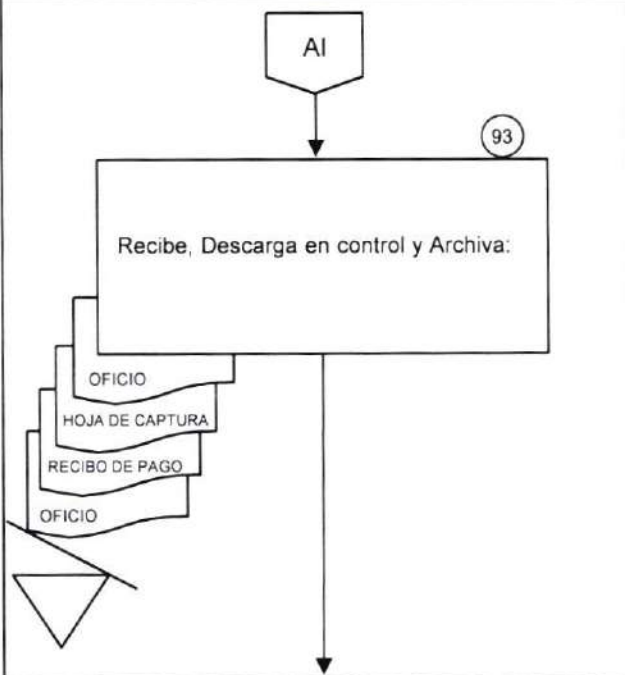 AI
93
Recibe, Descarga en control y Archiva:
OFICIO
HOJA DE CAPTURA
RECIBO DE PAGO
OFICIO